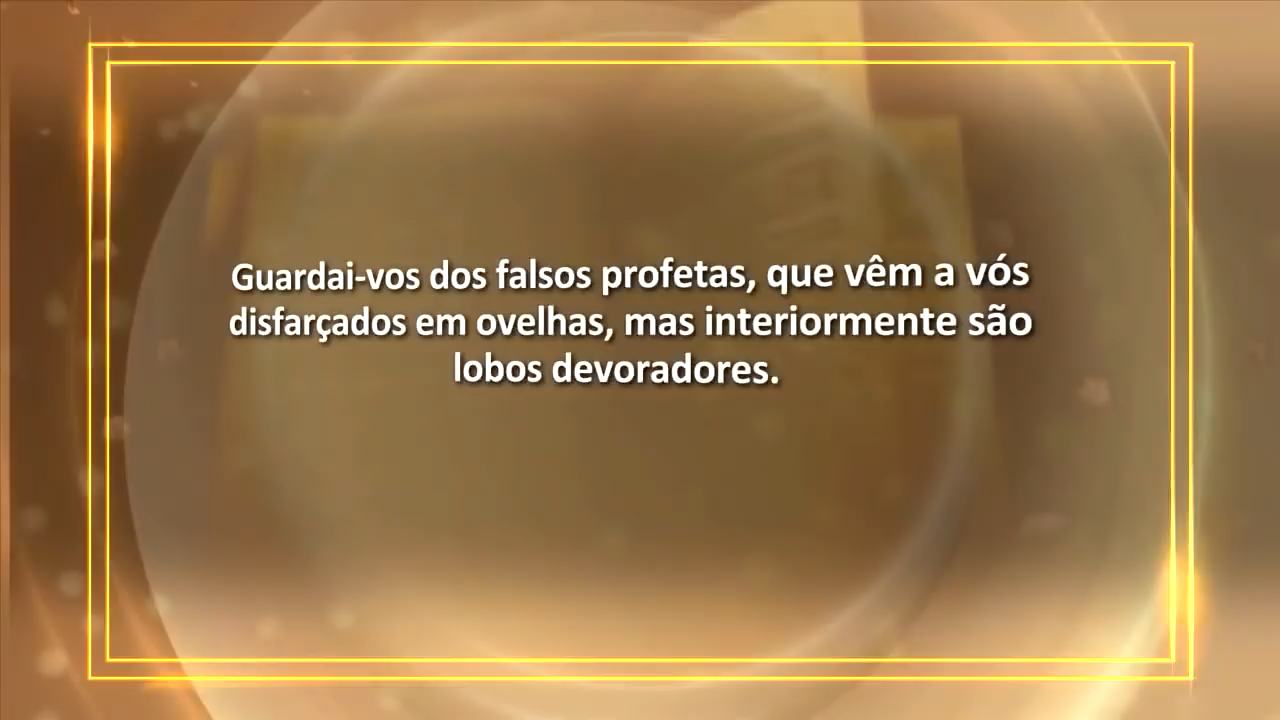 Guardai-vos dos falsos profetas, que vêm a vós
disfarçados em ovelhas, mas interiormente são
lobos devoradores.